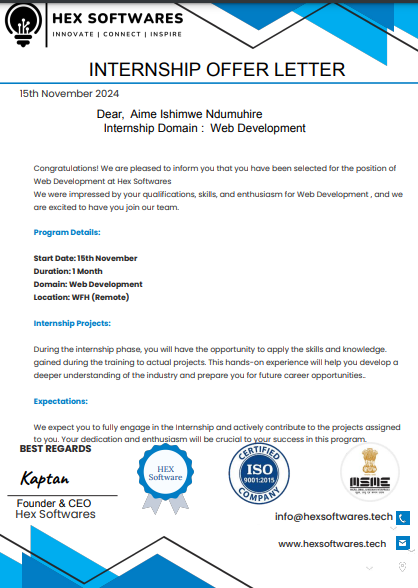 HEX SOFTWARES
INNOVATE | CONNECT | INSPIRE
INTERNSHIP OFFER LETTER
15th November 2024
Dear, Aime Ishimwe Ndumuhire
Internship Domain : Web Development
Congratulations! We are pleased to inform you that you have been selected for the position of
Web Development at Hex Softwares
We were impressed by your qualifications, skills, and enthusiasm for Web Development , and we
are excited to have you join our team.
Program Details:
Start Date: 15th November
Duration: 1 Month
Domain: Web Development
Location: WFH (Remote)
Internship Projects:
During the internship phase, you will have the opportunity to apply the skills and knowledge.
gained during the training to actual projects. This hands-on experience will help you develop a
deeper understanding of the industry and prepare you for future career opportunities..
Expectations:
We expect you to fully engage in the Internship and actively contribute to the projects assigned
to you. Your dedication and enthusiasm will be crucial to your success in this program.
BEST REGARDS
Kaptan
Founder & CEO
Hex Softwares
HEX
Software
CERTIFIED
ISO
9001:2015
COMPANY
MSME
info@hexsoftwares.tech
www.hexsoftwares.tech